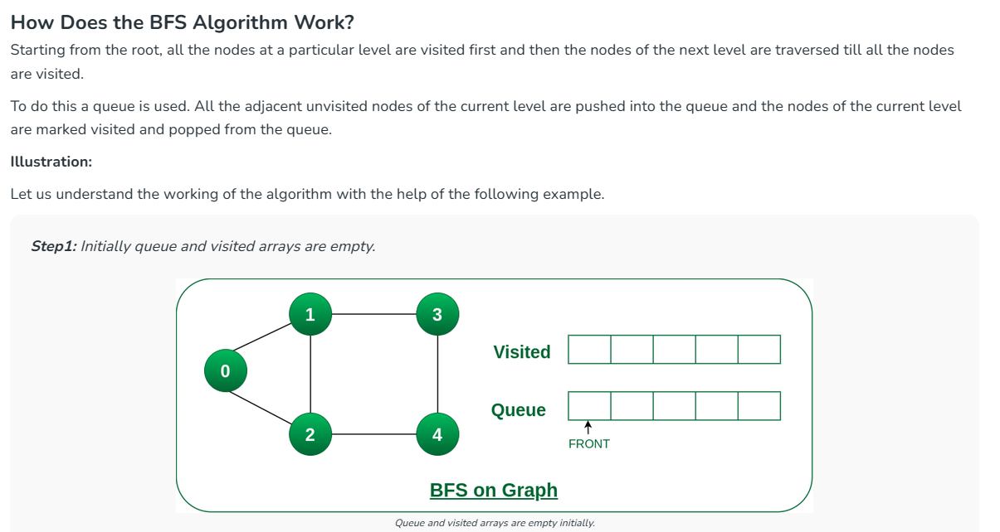 How Does the BFS Algorithm Work?
Starting from the root, all the nodes at a particular level are visited first and then the nodes of the next level are traversed till all the nodes
are visited.
To do this a queue is used. All the adjacent unvisited nodes of the current level are pushed into the queue and the nodes of the current level
are marked visited and popped from the queue.
Illustration:
Let us understand the working of the algorithm with the help of the following example.
Step1: Initially queue and visited arrays are empty.
1
3
Visited
0
Queue
2
4
FRONT
BFS on Graph
Queue and visited arrays are empty initially.